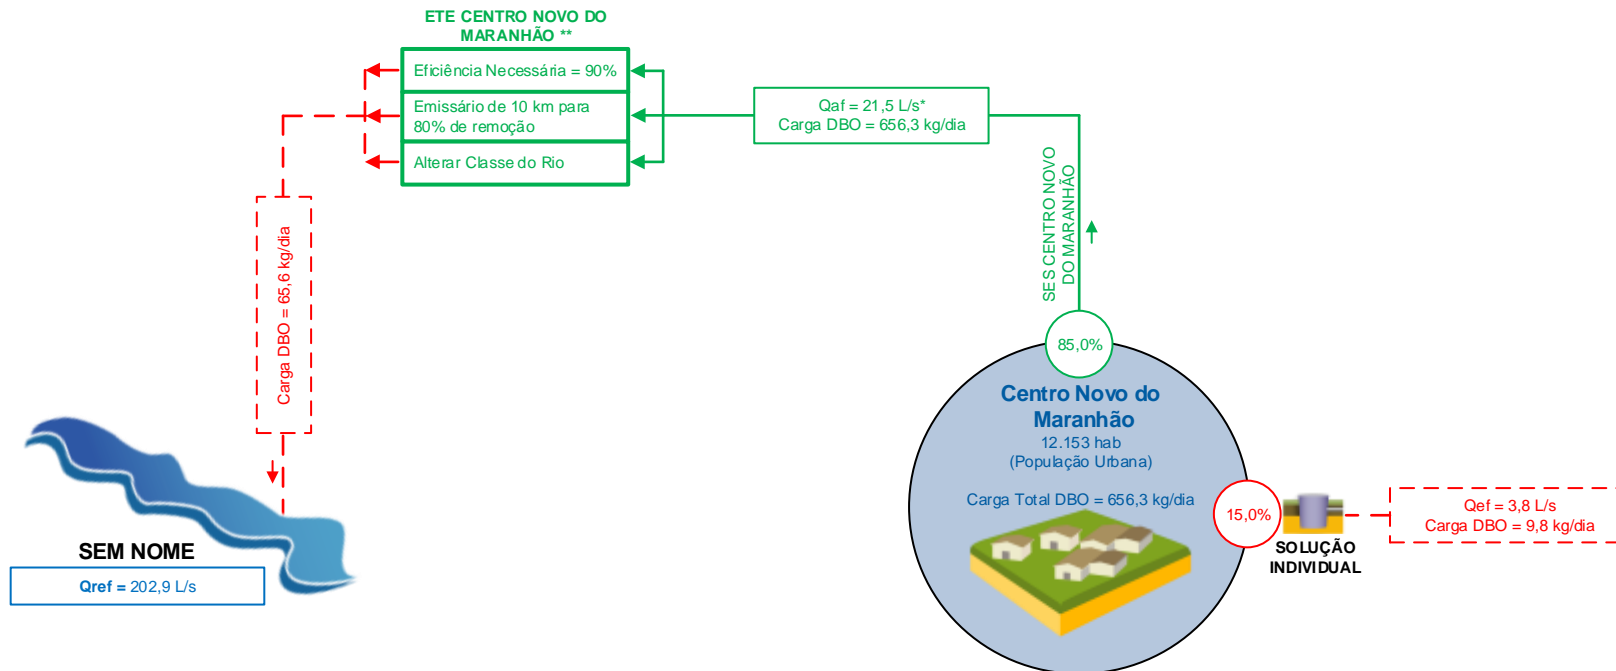 ETE CENTRO NOVO DO
MARANHÃO **
Eficiência Necessária = 90%
Emissário de 10 km para
80% de remoção
Alterar Classe do Rio
Qaf = 21,5 L/s*
Carga DBO = 656,3 kg/dia
SES CENTRO NOVO
DO MARANHÃO
Carga DBO = 65,6 kg/dia
85,0%
Centro Novo do
Maranhão
12.153 hab
(População Urbana)
Carga Total DBO = 656,3 kg/dia
15,0%
SOLUÇÃO
INDIVIDUAL
Qef = 3,8 L/s
Carga DBO = 9,8 kg/dia
SEM NOME
Qref = 202,9 L/s